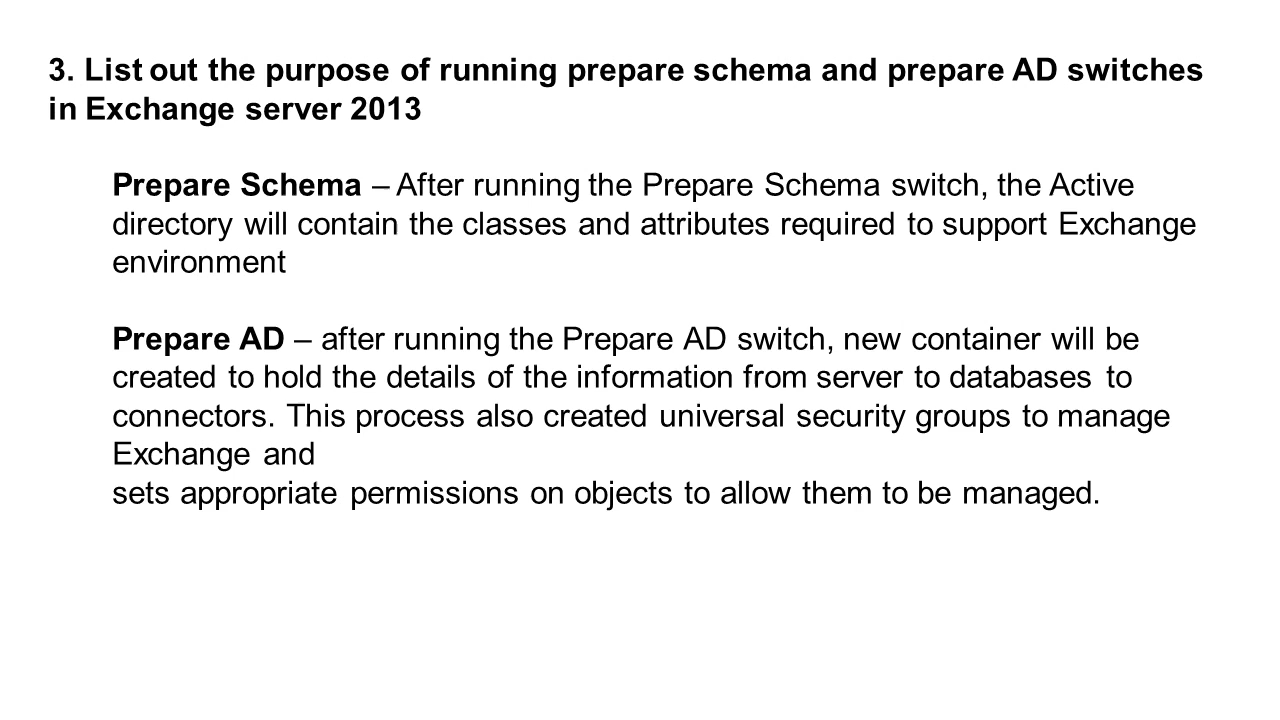 3. List out the purpose of running prepare schema and prepare AD switches
in Exchange server 2013
Prepare Schema – After running the Prepare Schema switch, the Active
directory will contain the classes and attributes required to support Exchange
environment
Prepare AD – after running the Prepare AD switch, new container will be
created to hold the details of the information from server to databases to
connectors. This process also created universal security groups to manage
Exchange and
sets appropriate permissions on objects to allow them to be managed.